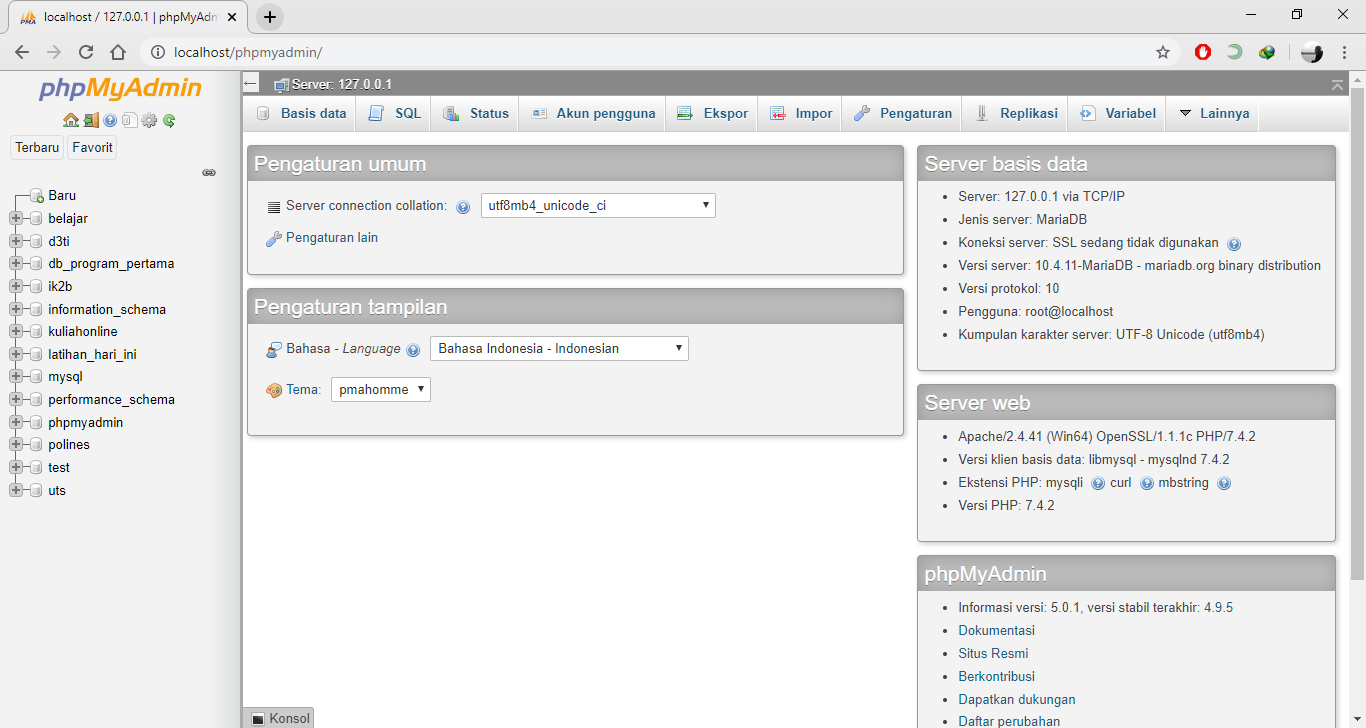 localhost / 127.0.0.1 | phpMyAdm
localhost/phpmyadmin/
phpMyAdmin
Terbaru Favorit
Baru
belajar
d3ti
db_program_pertama
ik2b
information_schema
kuliahonline
latihan_hari_ini
mysql
performance_schema
phpmyadmin
polines
test
uts
Server: 127.0.0.1
Basis data SQL Status Akun pengguna Ekspor Impor Pengaturan Replikasi Variabel Lainnya
Pengaturan umum
Server connection collation: utf8mb4_unicode_ci
Pengaturan lain
Pengaturan tampilan
Bahasa - Language Bahasa Indonesia - Indonesian
Tema: pmahomme
Server basis data
Server: 127.0.0.1 via TCP/IP
Jenis server: MariaDB
Koneksi server: SSL sedang tidak digunakan
Versi server: 10.4.11-MariaDB - mariadb.org binary distribution
Versi protokol: 10
Pengguna: root@localhost
Kumpulan karakter server: UTF-8 Unicode (utf8mb4)
Server web
Apache/2.4.41 (Win64) OpenSSL/1.1.1c PHP/7.4.2
Versi klien basis data: libmysql - mysqlnd 7.4.2
Ekstensi PHP: mysqli curl mbstring
Versi PHP: 7.4.2
phpMyAdmin
Informasi versi: 5.0.1, versi stabil terakhir: 4.9.5
Dokumentasi
Situs Resmi
Berkontribusi
Dapatkan dukungan
Daftar perubahan
Konsol